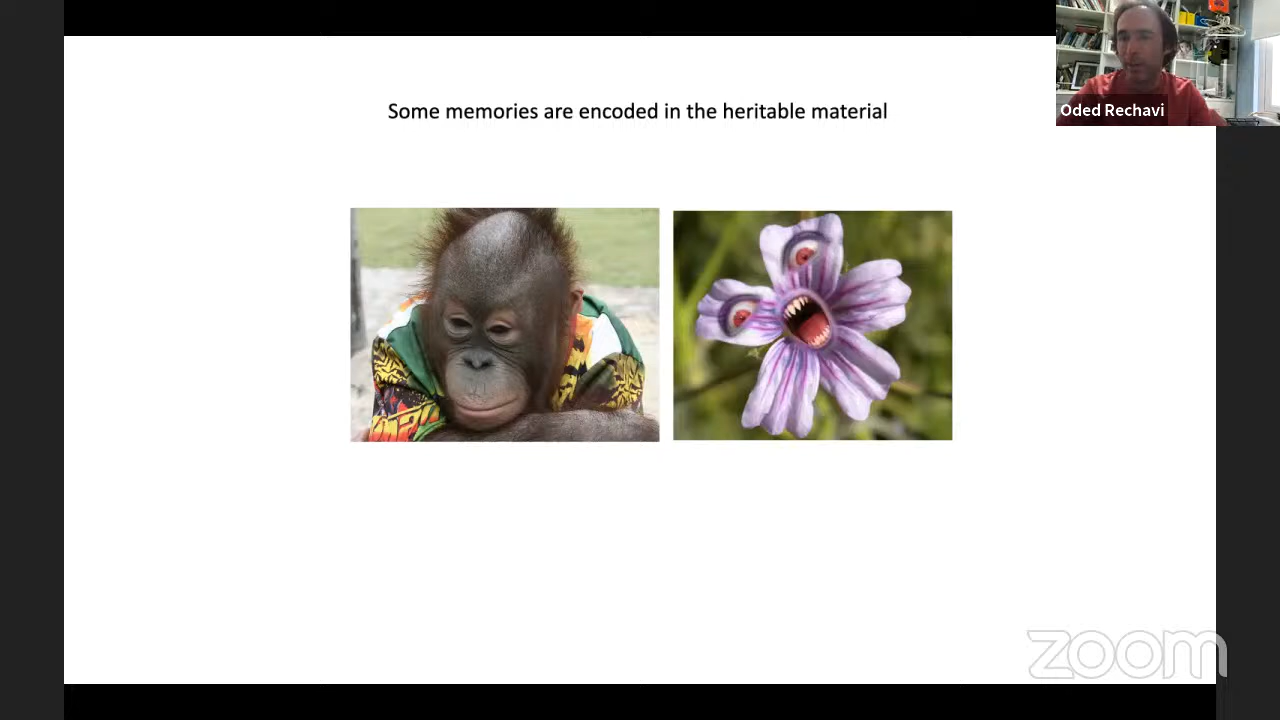 Some memories are encoded in the heritable material
Oded Rechavi
zoom